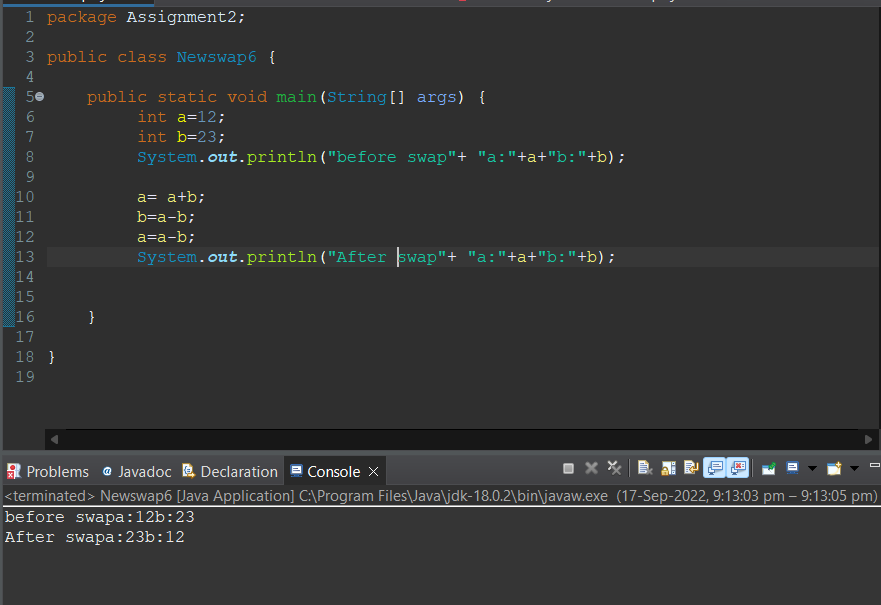 1 package Assignment2;
2
3 public class Newswap6 {
4
5 public static void main(String[] args) {
6 int a=12;
7 int b=23;
8 System.out.println("before swap"+ "a:"+a+"b:"+b);
9
10 a= a+b;
11 b=a-b;
12 a=a-b;
13 System.out.println("After swap"+ "a:"+a+"b:"+b);
14
15
16 }
17
18 }
19
Problems @ Javadoc Declaration Console
<terminated> Newswap6 [Java Application] C:\Program Files\Java\jdk-18.0.2\bin\javaw.exe (17-Sep-2022, 9:13:03 pm – 9:13:05 pm)
before swapa:12b:23
After swapa:23b:12